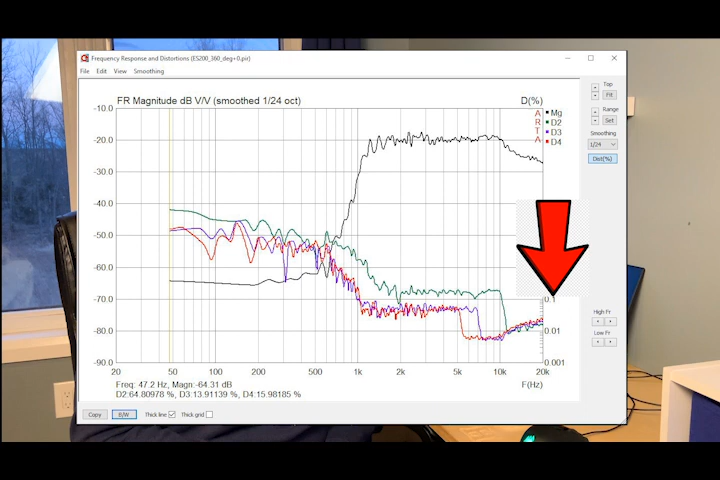 Frequency Response and Distortions (ES200_360_deg+0.pir)
File Edit View Smoothing
FR Magnitude dB V/V (smoothed 1/24 oct)
D(%)
-10.0
-20.0
-30.0
-40.0
-50.0
-60.0
-70.0
-80.0
-90.0
A
R
T
A
Mg
D2
D3
D4
0.1
0.01
0.001
20 50 100 200 500 1k 2k 5k 10k 20k
F(Hz)
Freq: 47.2 Hz, Magn:-64.31 dB
D2:64.80978 %, D3:13.91139 %, D4:15.98185 %
Top
Fit
Range
Set
Smoothing
1/24
Dist(%)
High Fr
Low Fr
Copy B/W Thick line Thick grid